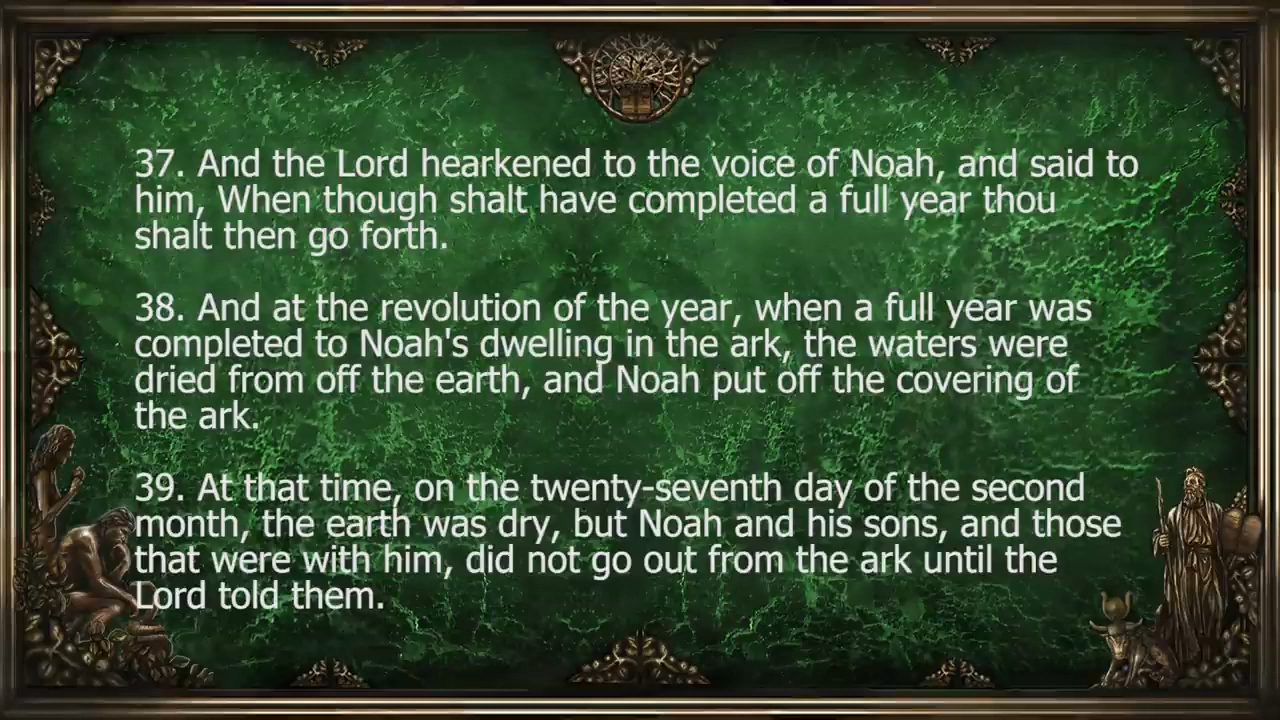 37. And the Lord hearkened to the voice of Noah, and said to
him, When though shalt have completed a full year thou
shalt then go forth.
38. And at the revolution of the year, when a full year was
completed to Noah's dwelling in the ark, the waters were
dried from off the earth, and Noah put off the covering of
the ark.
39. At that time, on the twenty-seventh day of the second
month, the earth was dry, but Noah and his sons, and those
that were with him, did not go out from the ark until the
Lord told them.